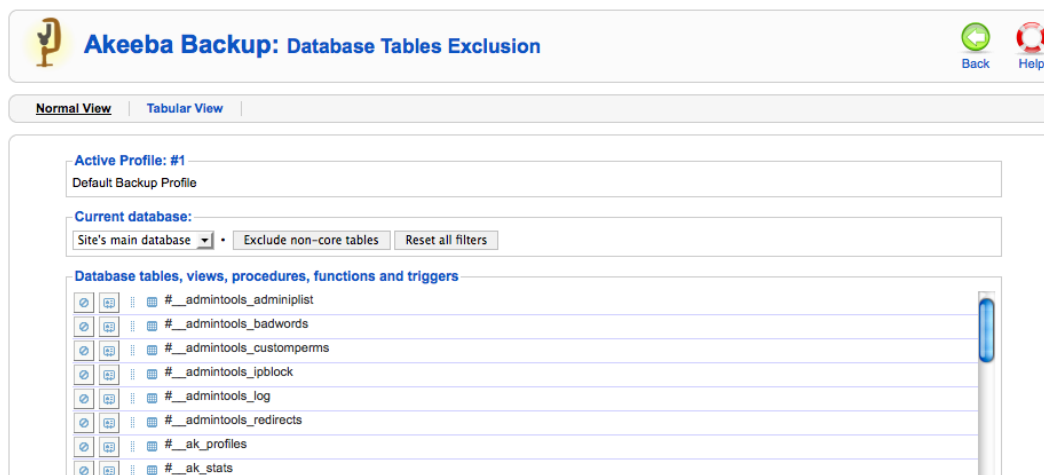 Akeeba Backup: Database Tables Exclusion
Back
Help
Normal View
Tabular View
Active Profile: #1
Default Backup Profile
Current database:
Site's main database • Exclude non-core tables Reset all filters
Database tables, views, procedures, functions and triggers
#__admintools_adminiplist
#__admintools_badwords
#__admintools_customperms
#__admintools_ipblock
#__admintools_log
#__admintools_redirects
#__ak_profiles
#__ak_stats